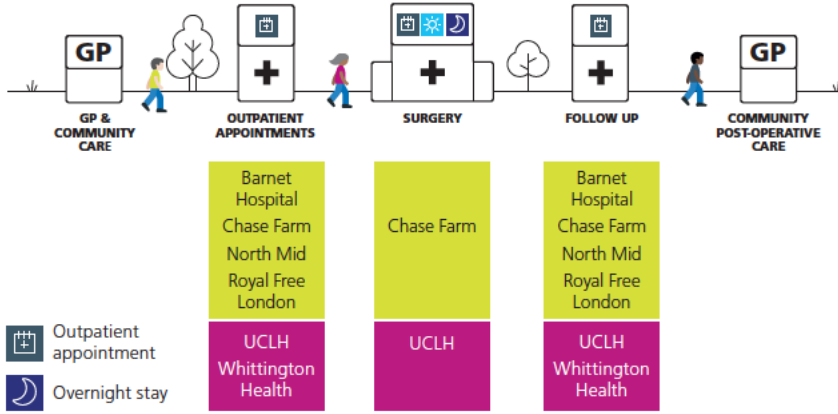 GP
GP
GP &
COMMUNITY
CARE
OUTPATIENT
APPOINTMENTS
SURGERY
FOLLOW UP
COMMUNITY
POST-OPERATIVE
CARE
Barnet
Hospital
Chase Farm
North Mid
Royal Free
London
UCLH
Whittington
Health
Chase Farm
UCLH
Barnet
Hospital
Chase Farm
North Mid
Royal Free
London
UCLH
Whittington
Health
Outpatient
appointment
Overnight stay